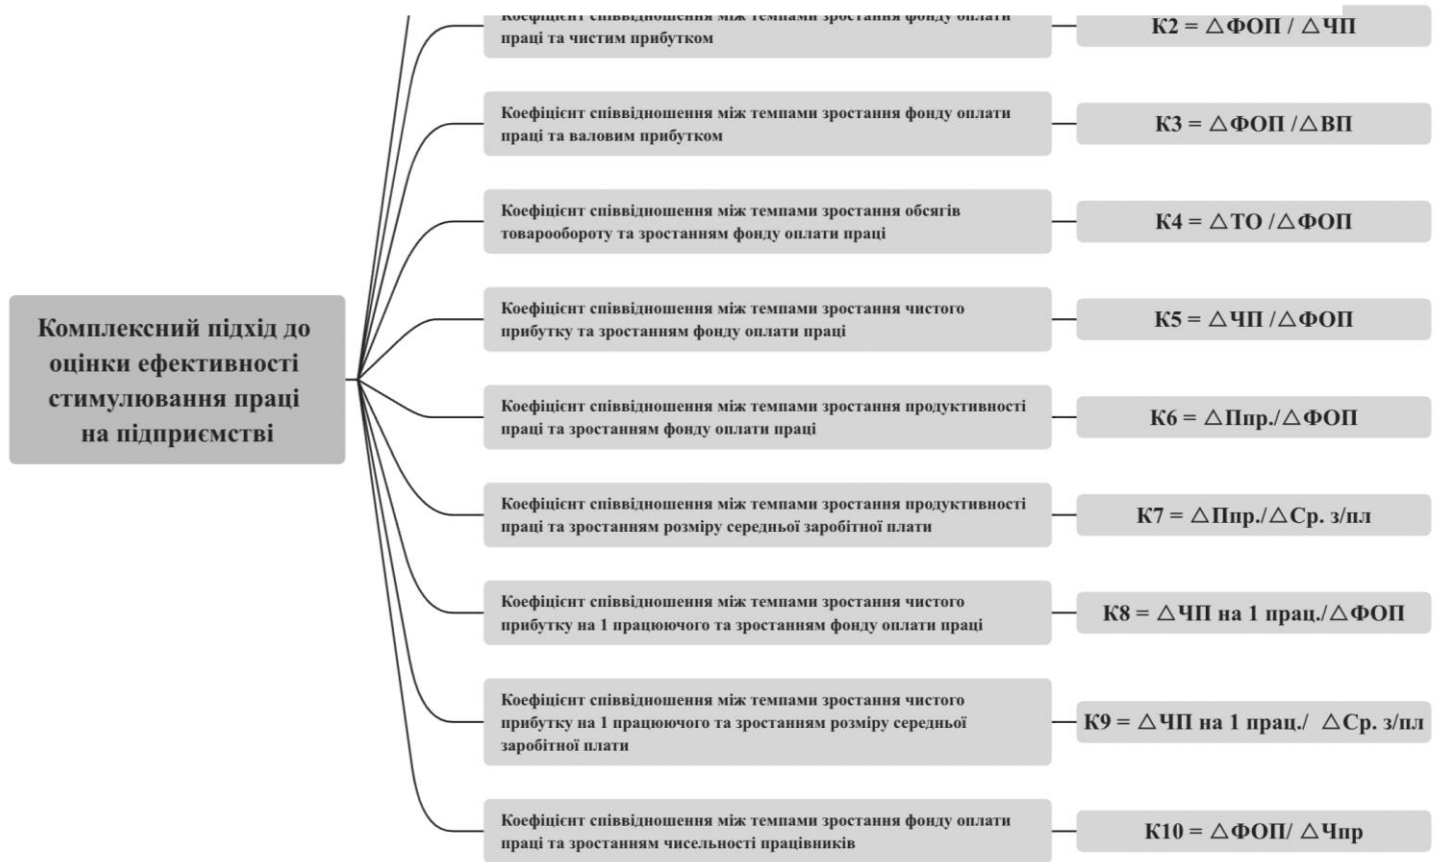 Коефіцієнт співвідношення між темпами зростання фонду оплати
праці та чистим прибутком
К2 = △ФОП / △ЧП
Коефіцієнт співвідношення між темпами зростання фонду оплати
праці та валовим прибутком
К3 = △ФОП /△ВП
Коефіцієнт співвідношення між темпами зростання обсягів
товарообороту та зростанням фонду оплати праці
К4 = △ТО /△ФОП
Комплексний підхід до
оцінки ефективності
стимулювання праці
на підприємстві
Коефіцієнт співвідношення між темпами зростання чистого
прибутку та зростанням фонду оплати праці
К5 = △ЧП /△ФОП
Коефіцієнт співвідношення між темпами зростання продуктивності
праці та зростанням фонду оплати праці
К6 = △Ппр./△ФОП
Коефіцієнт співвідношення між темпами зростання продуктивності
праці та зростанням розміру середньої заробітної плати
К7 = △Ппр./△Ср. з/пл
Коефіцієнт співвідношення між темпами зростання чистого
прибутку на 1 працюючого та зростанням фонду оплати праці
К8 = △ЧП на 1 прац./△ФОП
Коефіцієнт співвідношення між темпами зростання чистого
прибутку на 1 працюючого та зростанням розміру середньої
заробітної плати
К9 = △ЧП на 1 прац./ △Ср. з/пл
Коефіцієнт співвідношення між темпами зростання фонду оплати
праці та зростанням чисельності працівників
К10 = △ФОП/ △Чпр